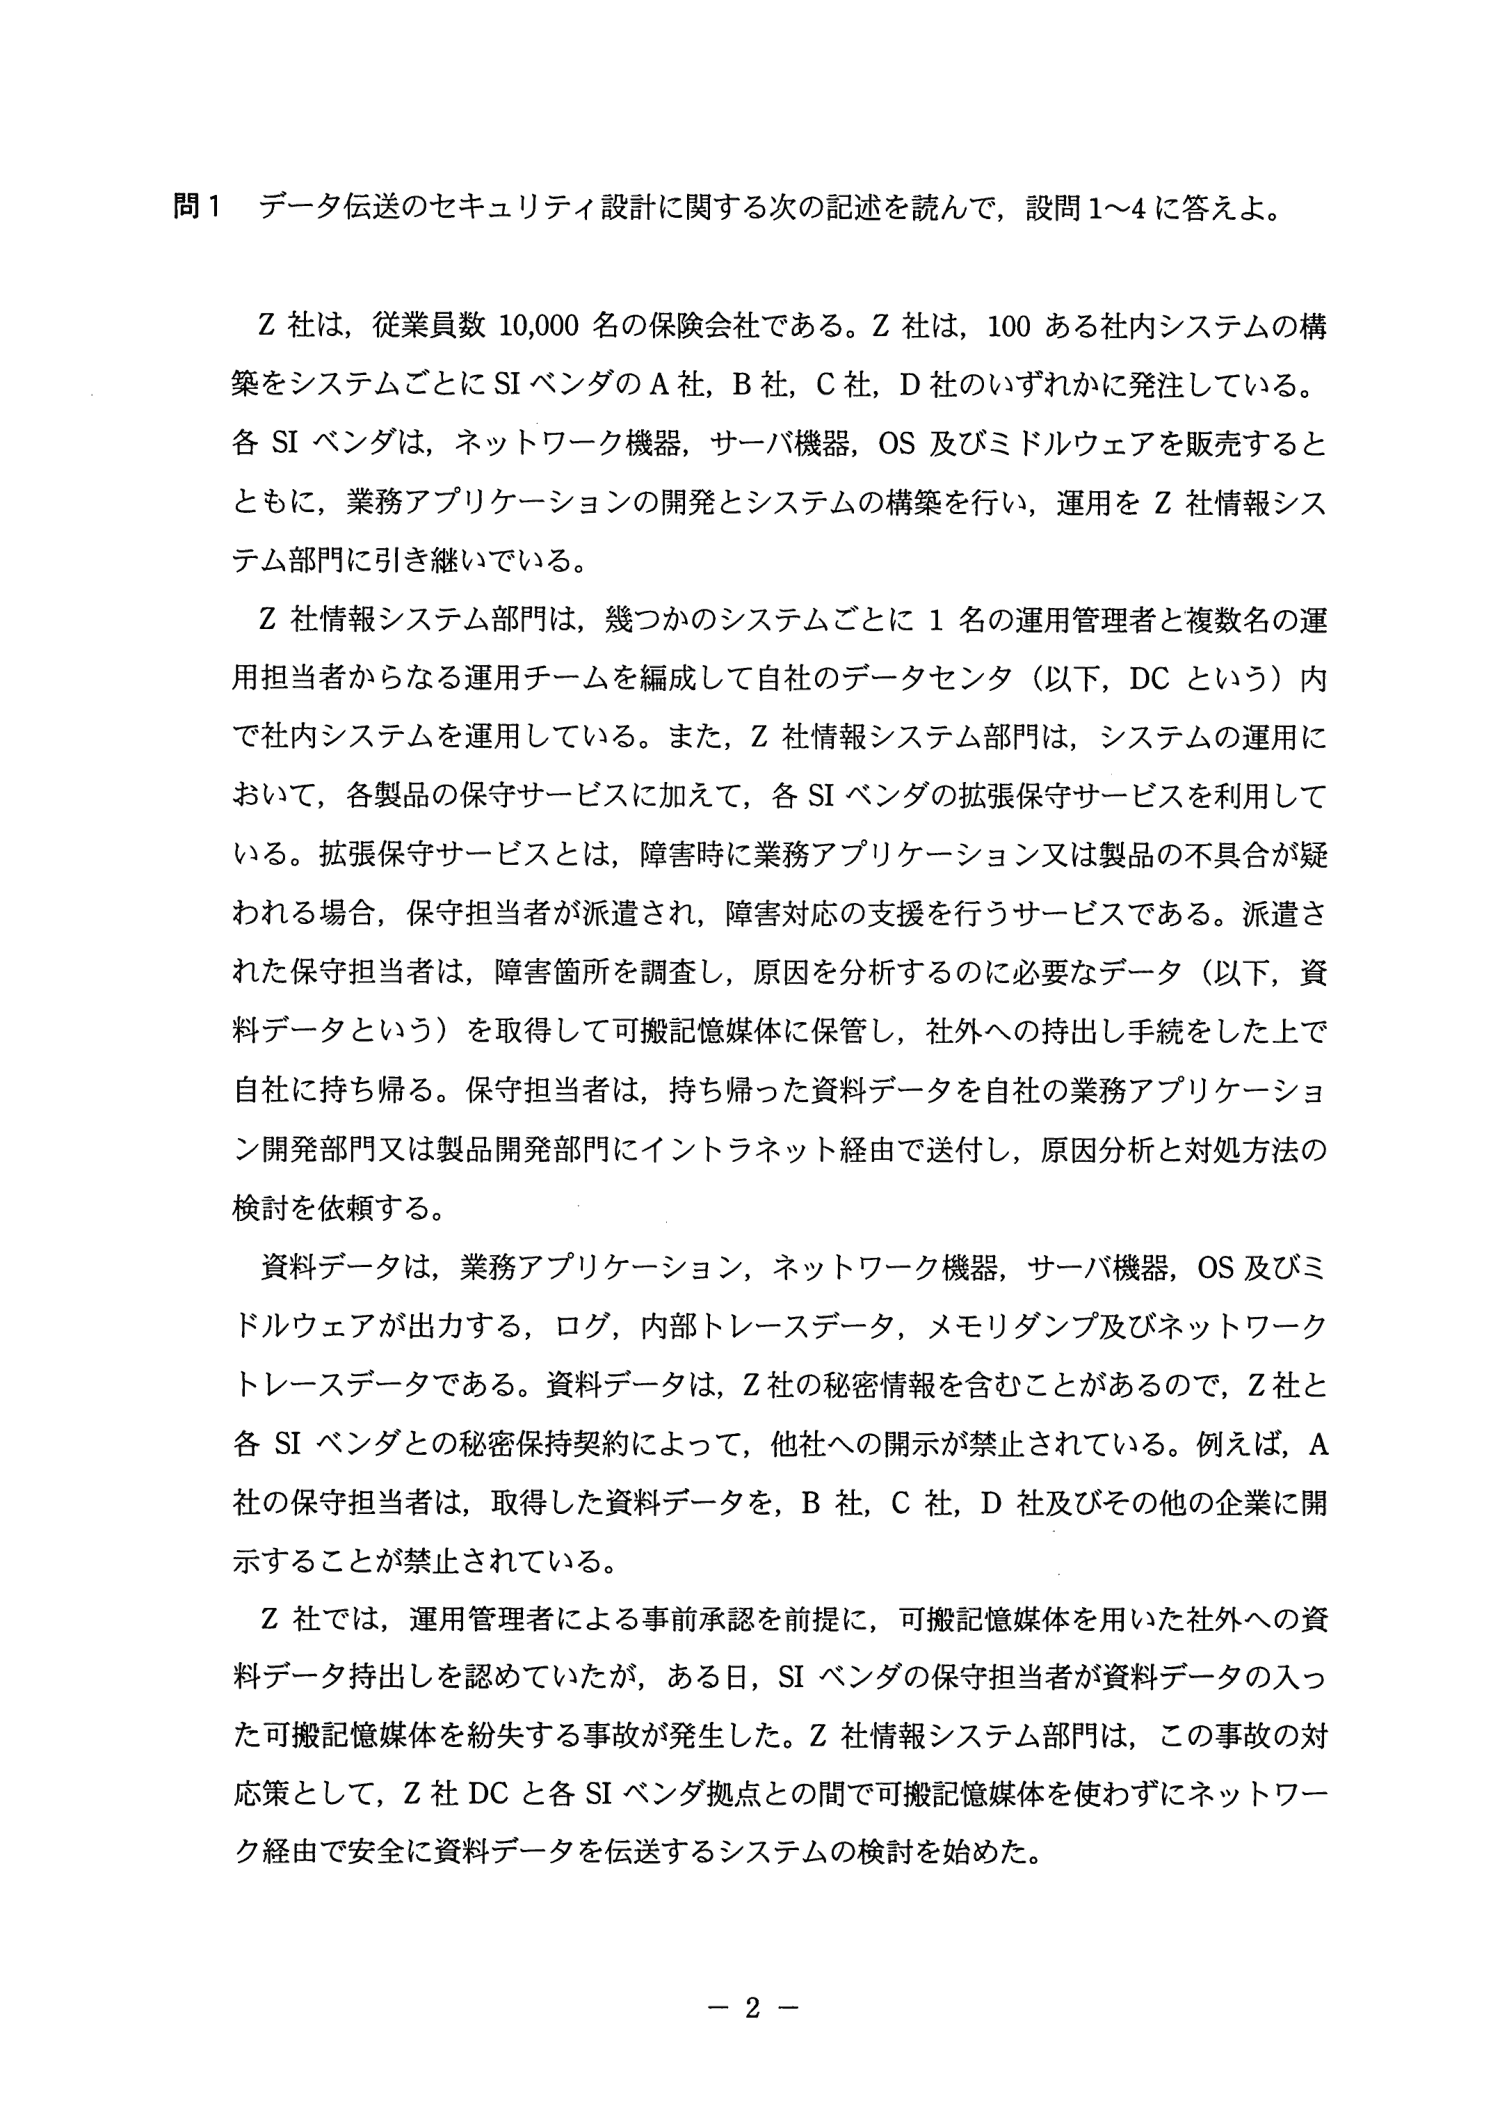 問1　データ伝送のセキュリティ設計に関する次の記述を読んで，設問1～4に答えよ。
Z 社は，従業員数 10,000 名の保険会社である。Z 社は，100 ある社内システムの構
築をシステムごとに SI ベンダの A 社，B 社，C 社，D 社のいずれかに発注している。
各 SI ベンダは，ネットワーク機器，サーバ機器，OS 及びミドルウェアを販売すると
ともに，業務アプリケーションの開発とシステムの構築を行い，運用を Z 社情報シス
テム部門に引き継いでいる。
Z 社情報システム部門は，幾つかのシステムごとに 1 名の運用管理者と複数名の運
用担当者からなる運用チームを編成して自社のデータセンタ（以下，DC という）内
で社内システムを運用している。また，Z 社情報システム部門は，システムの運用に
おいて，各製品の保守サービスに加えて，各 SI ベンダの拡張保守サービスを利用して
いる。拡張保守サービスとは，障害時に業務アプリケーション又は製品の不具合が疑
われる場合，保守担当者が派遣され，障害対応の支援を行うサービスである。派遣さ
れた保守担当者は，障害箇所を調査し，原因を分析するのに必要なデータ（以下，資
料データという）を取得して可搬記憶媒体に保管し，社外への持出し手続をした上で
自社に持ち帰る。保守担当者は，持ち帰った資料データを自社の業務アプリケーショ
ン開発部門又は製品開発部門にイントラネット経由で送付し，原因分析と対処方法の
検討を依頼する。
資料データは，業務アプリケーション，ネットワーク機器，サーバ機器，OS 及びミ
ドルウェアが出力する，ログ，内部トレースデータ，メモリダンプ及びネットワーク
トレースデータである。資料データは，Z 社の秘密情報を含むことがあるので，Z 社と
各 SI ベンダとの秘密保持契約によって，他社への開示が禁止されている。例えば，A
社の保守担当者は，取得した資料データを，B 社，C 社，D 社及びその他の企業に開
示することが禁止されている。
Z 社では，運用管理者による事前承認を前提に，可搬記憶媒体を用いた社外への資
料データ持出しを認めていたが，ある日，SI ベンダの保守担当者が資料データの入っ
た可搬記憶媒体を紛失する事故が発生した。Z 社情報システム部門は，この事故の対
応策として，Z 社 DC と各 SI ベンダ拠点との間で可搬記憶媒体を使わずにネットワー
ク経由で安全に資料データを伝送するシステムの検討を始めた。
－ 2 －